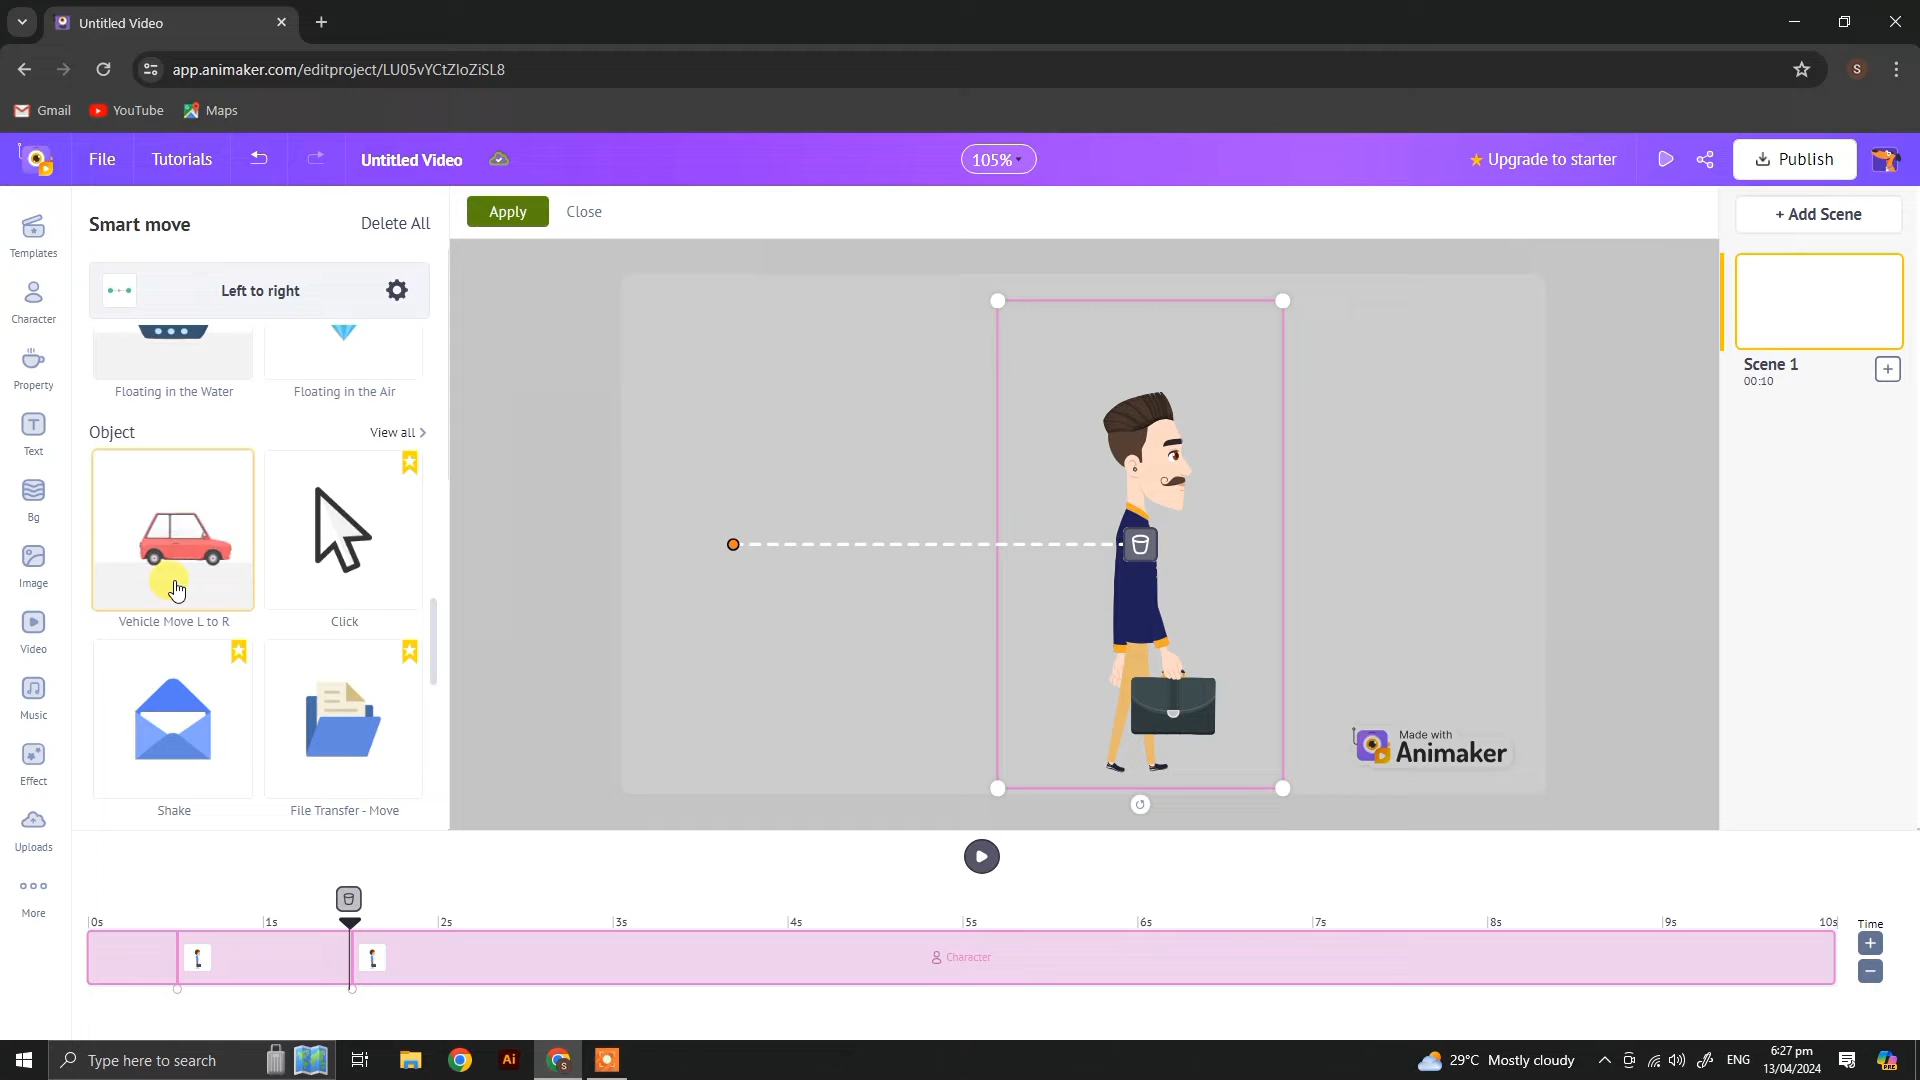 Untitled Video
app.animaker.com/editproject/LU05vYCtZIoZiSL8
S
Gmail
YouTube
Maps
File
Tutorials
Untitled Video
105%
Upgrade to starter
Publish
Templates
Character
Property
Text
Bg
Image
Video
Music
Effect
Uploads
More
Smart move
Delete All
Left to right
Floating in the Water
Floating in the Air
Object
View all
Vehicle Move L to R
Click
Shake
File Transfer - Move
Apply
Close
Made with
Animaker
+ Add Scene
Scene 1
00:10
0s
1s
2s
3s
4s
5s
6s
7s
8s
9s
10s
Time
Character
Type here to search
Ai
29°C Mostly cloudy
ENG
6:27 pm
13/04/2024